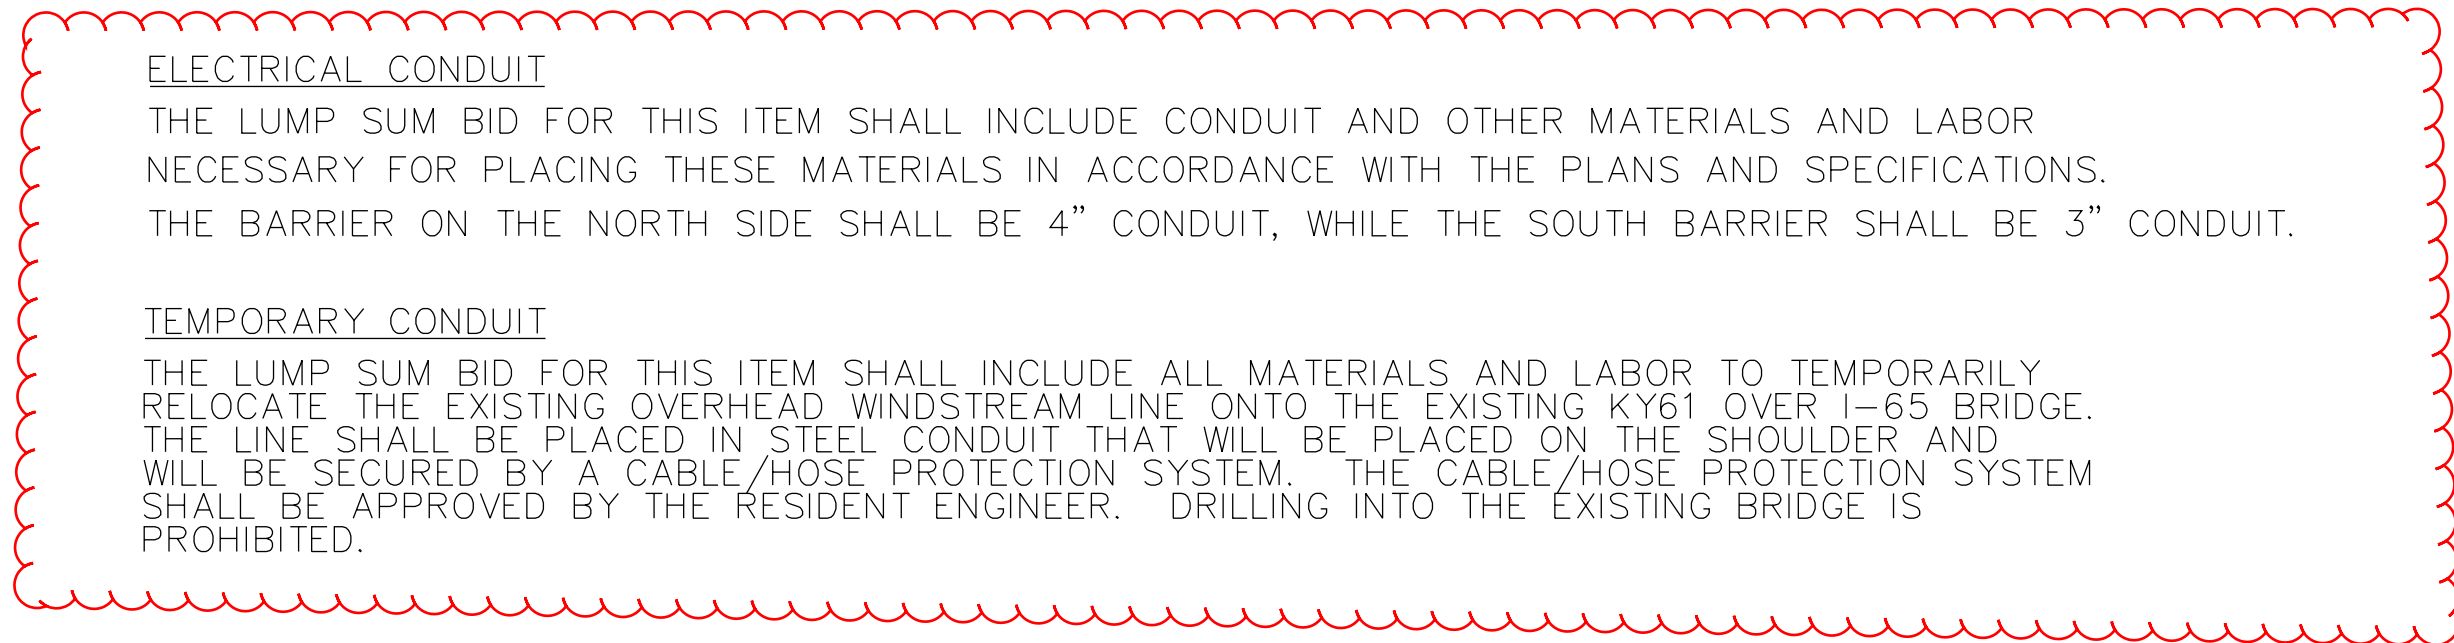 ELECTRICAL CONDUIT
THE LUMP SUM BID FOR THIS ITEM SHALL INCLUDE CONDUIT AND OTHER MATERIALS AND LABOR
NECESSARY FOR PLACING THESE MATERIALS IN ACCORDANCE WITH THE PLANS AND SPECIFICATIONS.
THE BARRIER ON THE NORTH SIDE SHALL BE 4” CONDUIT, WHILE THE SOUTH BARRIER SHALL BE 3” CONDUIT.
TEMPORARY CONDUIT
THE LUMP SUM BID FOR THIS ITEM SHALL INCLUDE ALL MATERIALS AND LABOR TO TEMPORARILY
RELOCATE THE EXISTING OVERHEAD WINDSTREAM LINE ONTO THE EXISTING KY61 OVER I-65 BRIDGE.
THE LINE SHALL BE PLACED IN STEEL CONDUIT THAT WILL BE PLACED ON THE SHOULDER AND
WILL BE SECURED BY A CABLE/HOSE PROTECTION SYSTEM. THE CABLE/HOSE PROTECTION SYSTEM
SHALL BE APPROVED BY THE RESIDENT ENGINEER. DRILLING INTO THE EXISTING BRIDGE IS
PROHIBITED.